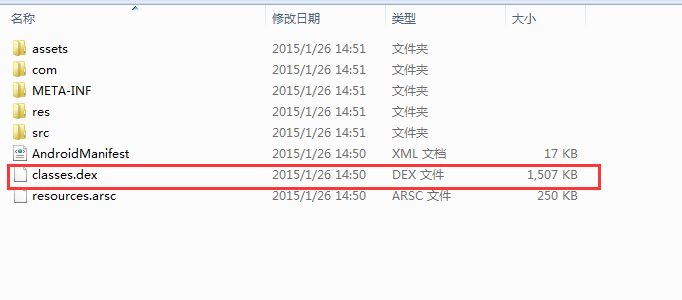 名称 修改日期 类型 大小
assets 2015/1/26 14:51 文件夹
com 2015/1/26 14:51 文件夹
META-INF 2015/1/26 14:51 文件夹
res 2015/1/26 14:51 文件夹
src 2015/1/26 14:51 文件夹
AndroidManifest 2015/1/26 14:50 XML 文档 17 KB
classes.dex 2015/1/26 14:50 DEX 文件 1,507 KB
resources.arsc 2015/1/26 14:50 ARSC 文件 250 KB